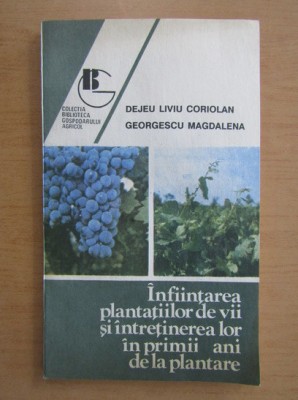 BG
COLECȚIA
BIBLIOTECA
GOSPODARULUI
AGRICOL
DEJEU LIVIU CORIOLAN
GEORGESCU MAGDALENA
Înființarea
plantațiilor de vii
și întreținerea lor
în primii ani
de la plantare